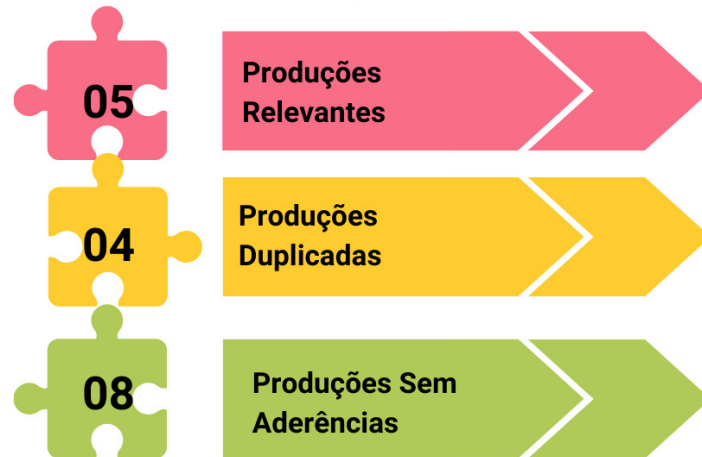 05
Produções
Relevantes
04
Produções
Duplicadas
08
Produções Sem
Aderências